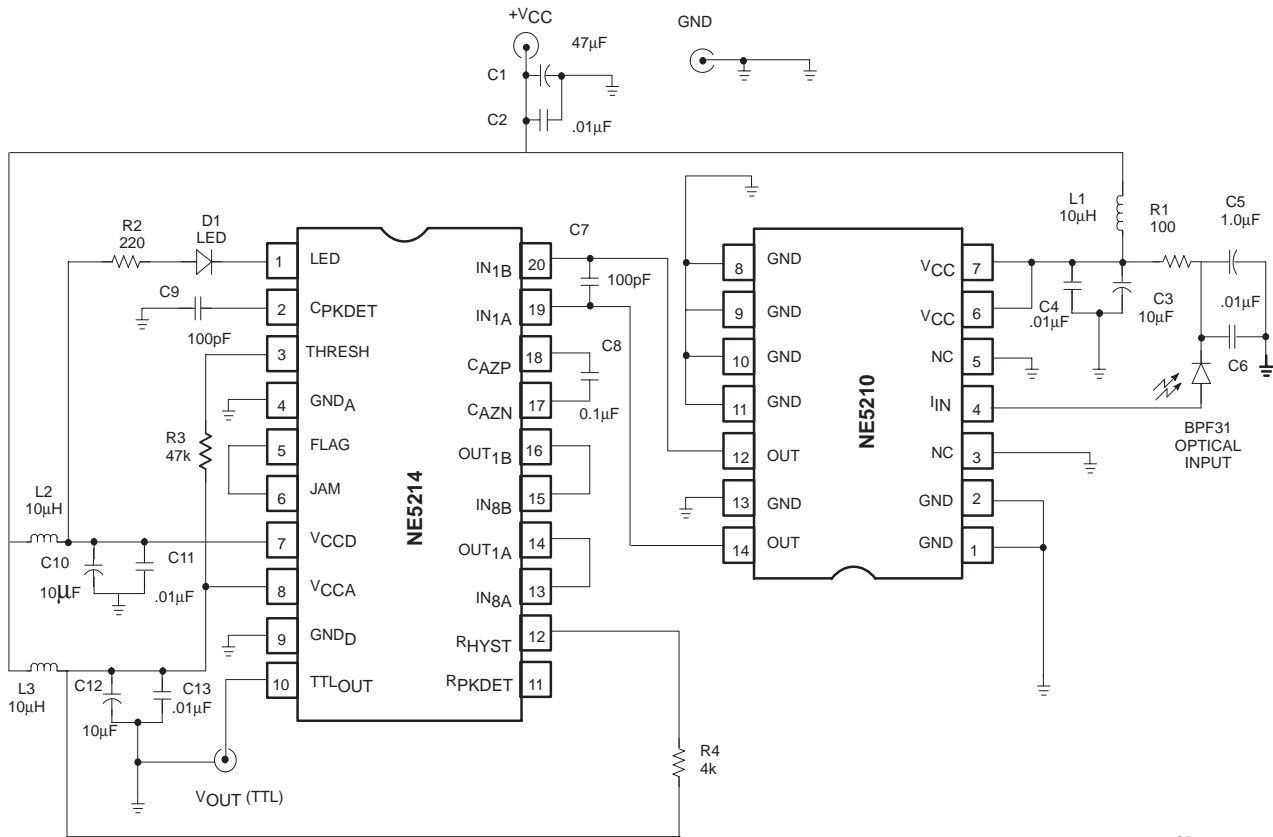 +VCC
GND
47µF
C1
C2
.01µF
R2
220
D1
LED
C9
100pF
R3
47k
L2
10µH
C10
10µF
C11
.01µF
L3
10µH
C12
10µF
C13
.01µF
VOUT (TTL)
1
LED
2
CPKDET
3
THRESH
4
GNDA
5
FLAG
6
JAM
7
VCCD
8
VCCA
9
GNDD
10
TTLOUT
NE5214
IN1B
20
IN1A
19
CAZP
18
CAZN
17
OUT1B
16
IN8B
15
OUT1A
14
IN8A
13
RHYST
12
RPKDET
11
C7
100pF
C8
0.1µF
R4
4k
8
GND
9
GND
10
GND
11
GND
12
OUT
13
GND
14
OUT
NE5210
VCC
7
VCC
6
NC
5
IIN
4
NC
3
GND
2
GND
1
L1
10µH
R1
100
C5
1.0µF
C4
.01µF
C3
10µF
.01µF
C6
BPF31
OPTICAL
INPUT